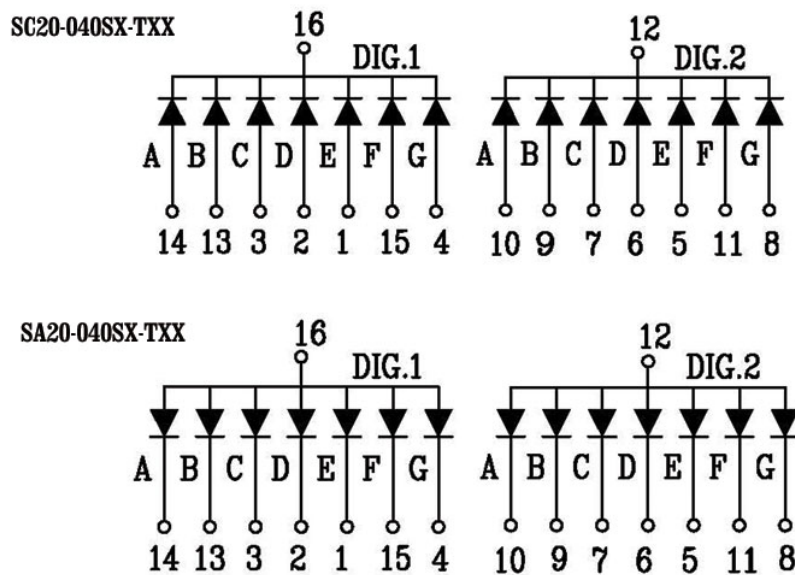 SC20-040SX-TXX
16 12
DIG.1 DIG.2
A B C D E F G A B C D E F G
14 13 3 2 1 15 4 10 9 7 6 5 11 8
SA20-040SX-TXX
16 12
DIG.1 DIG.2
A B C D E F G A B C D E F G
14 13 3 2 1 15 4 10 9 7 6 5 11 8